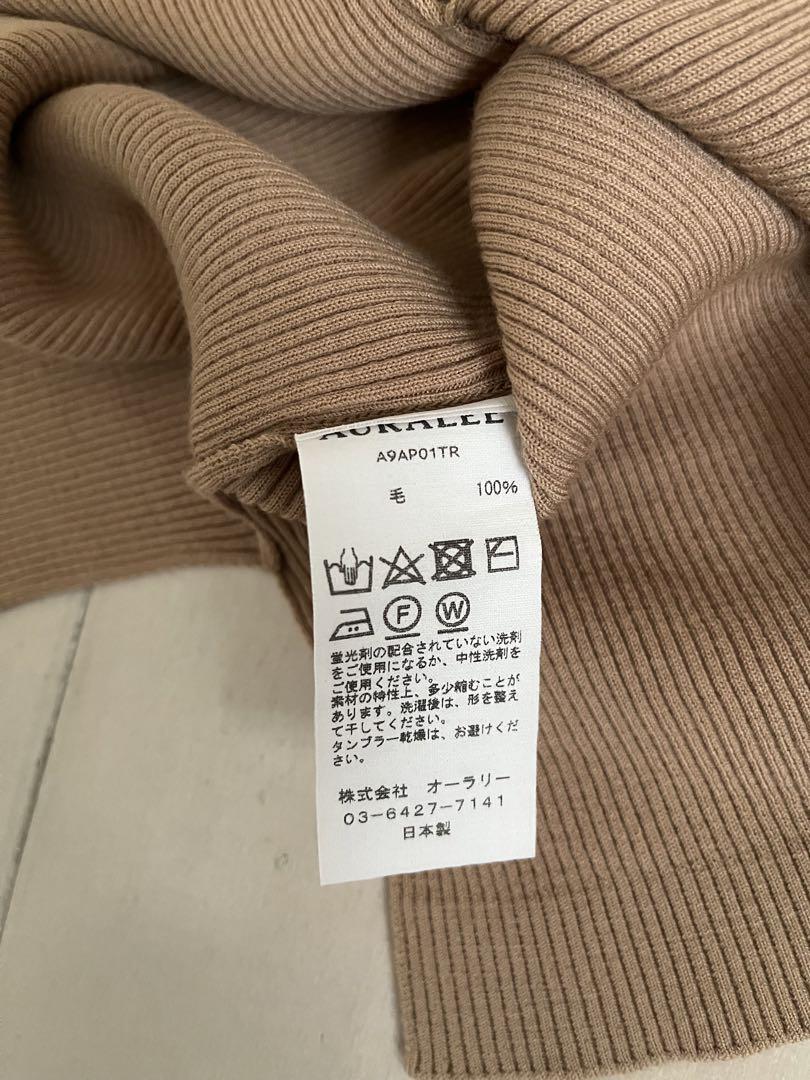 AURALEE
A9AP01TR
毛 100%
F W
蛍光剤の配合されていない洗剤
をご使用になるか、中性洗剤を
ご使用ください。
素材の特性上、多少縮むことが
あります。洗濯後は、形を整え
て干してください。
タンブラー乾燥は、お避けくだ
さい。
株式会社 オーラリー
03-6427-7141
日本製